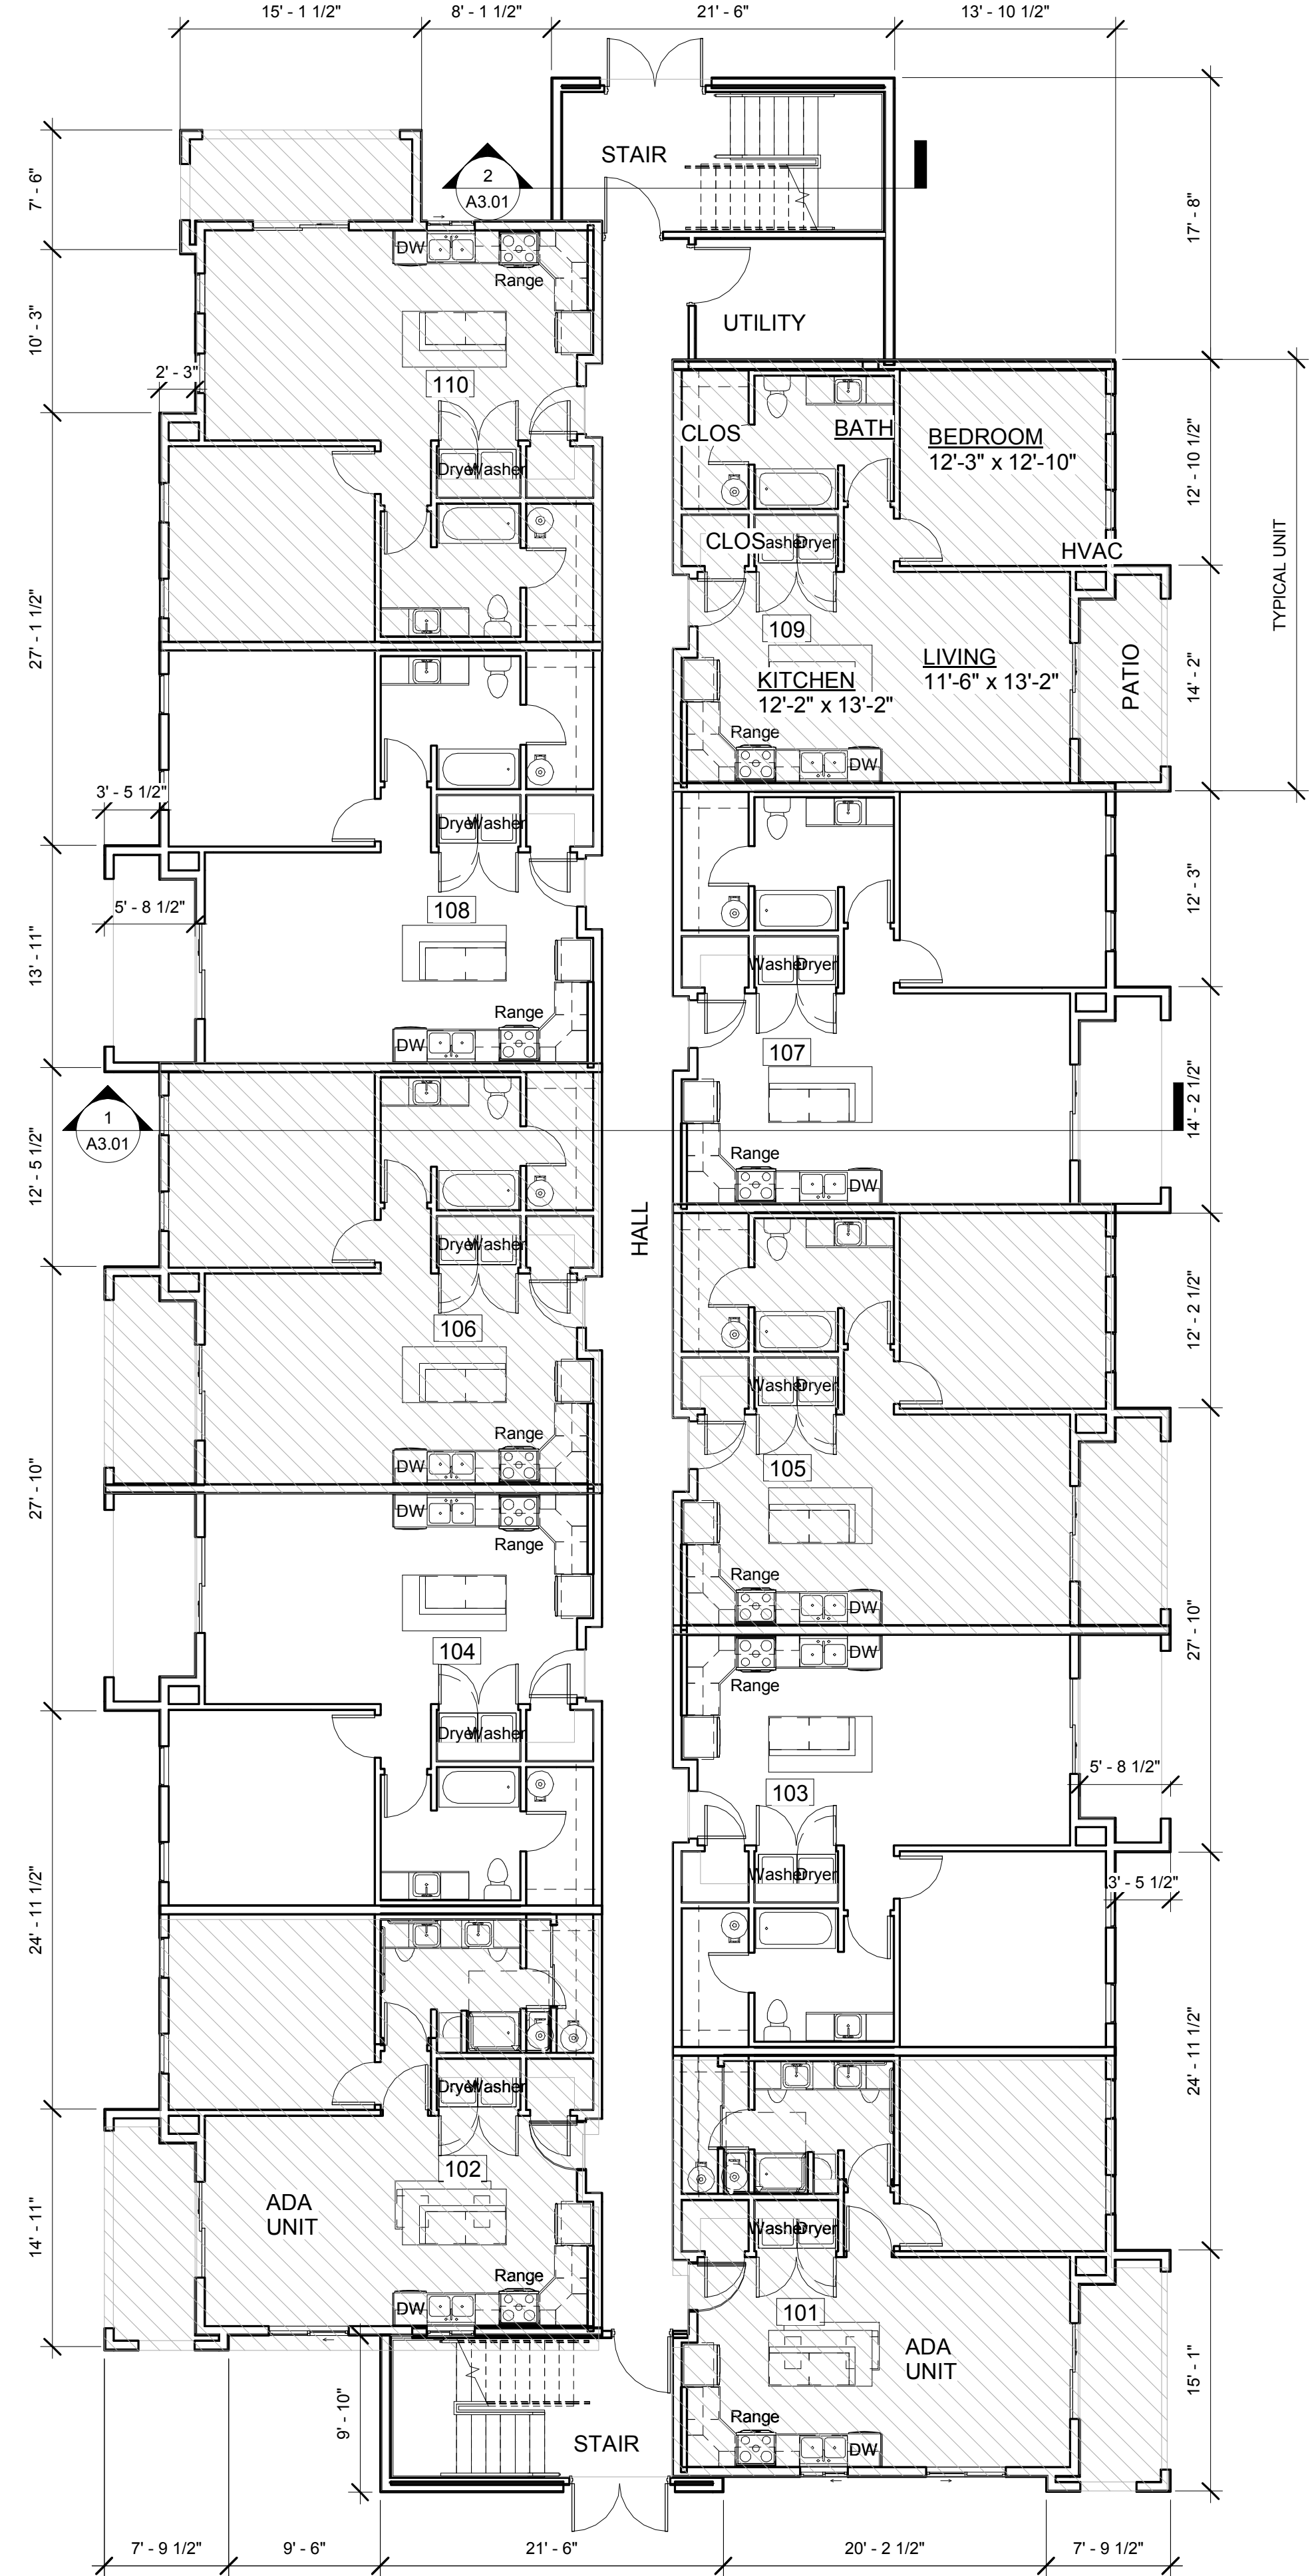 15' - 1 1/2"
8' - 1 1/2"
21' - 6"
13' - 10 1/2"
7' - 6"
10' - 3"
2' - 3"
27' - 1 1/2"
3' - 5 1/2"
5' - 8 1/2"
13' - 11"
12' - 5 1/2"
27' - 10"
24' - 11 1/2"
14' - 11"
9' - 10"
17' - 8"
12' - 10 1/2"
TYPICAL UNIT
14' - 2"
12' - 3"
14' - 2 1/2"
12' - 2 1/2"
27' - 10"
5' - 8 1/2"
3' - 5 1/2"
24' - 11 1/2"
15' - 1"
2
A3.01
STAIR
UTILITY
DW
Range
110
Dryer
Washer
CLOS
BATH
BEDROOM
12'-3" x 12'-10"
CLOS
Washer
Dryer
HVAC
109
LIVING
11'-6" x 13'-2"
KITCHEN
12'-2" x 13'-2"
PATIO
Range
DW
Dryer
Washer
108
Range
DW
Washer
Dryer
107
Range
DW
1
A3.01
HALL
Dryer
Washer
106
Range
DW
Washer
Dryer
105
Range
DW
DW
Range
104
Dryer
Washer
DW
Range
103
Washer
Dryer
Dryer
Washer
102
ADA
UNIT
Range
DW
Washer
Dryer
101
ADA
UNIT
Range
DW
STAIR
7' - 9 1/2"
9' - 6"
21' - 6"
20' - 2 1/2"
7' - 9 1/2"